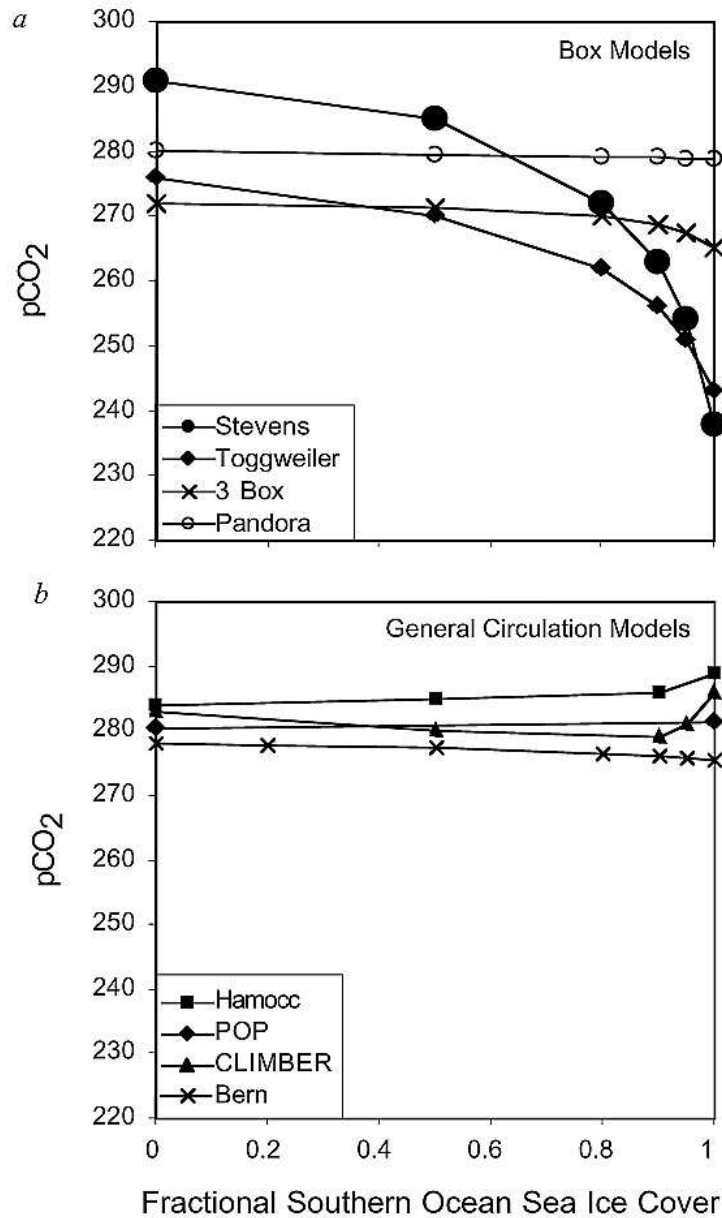 a
300
Box Models
290
280
270
pCO2
260
250
240
230
220
Stevens
Toggweiler
3 Box
Pandora
b
300
General Circulation Models
290
280
270
pCO2
260
250
240
230
220
Hamocc
POP
CLIMBER
Bern
0 0.2 0.4 0.6 0.8 1
Fractional Southern Ocean Sea Ice Cover